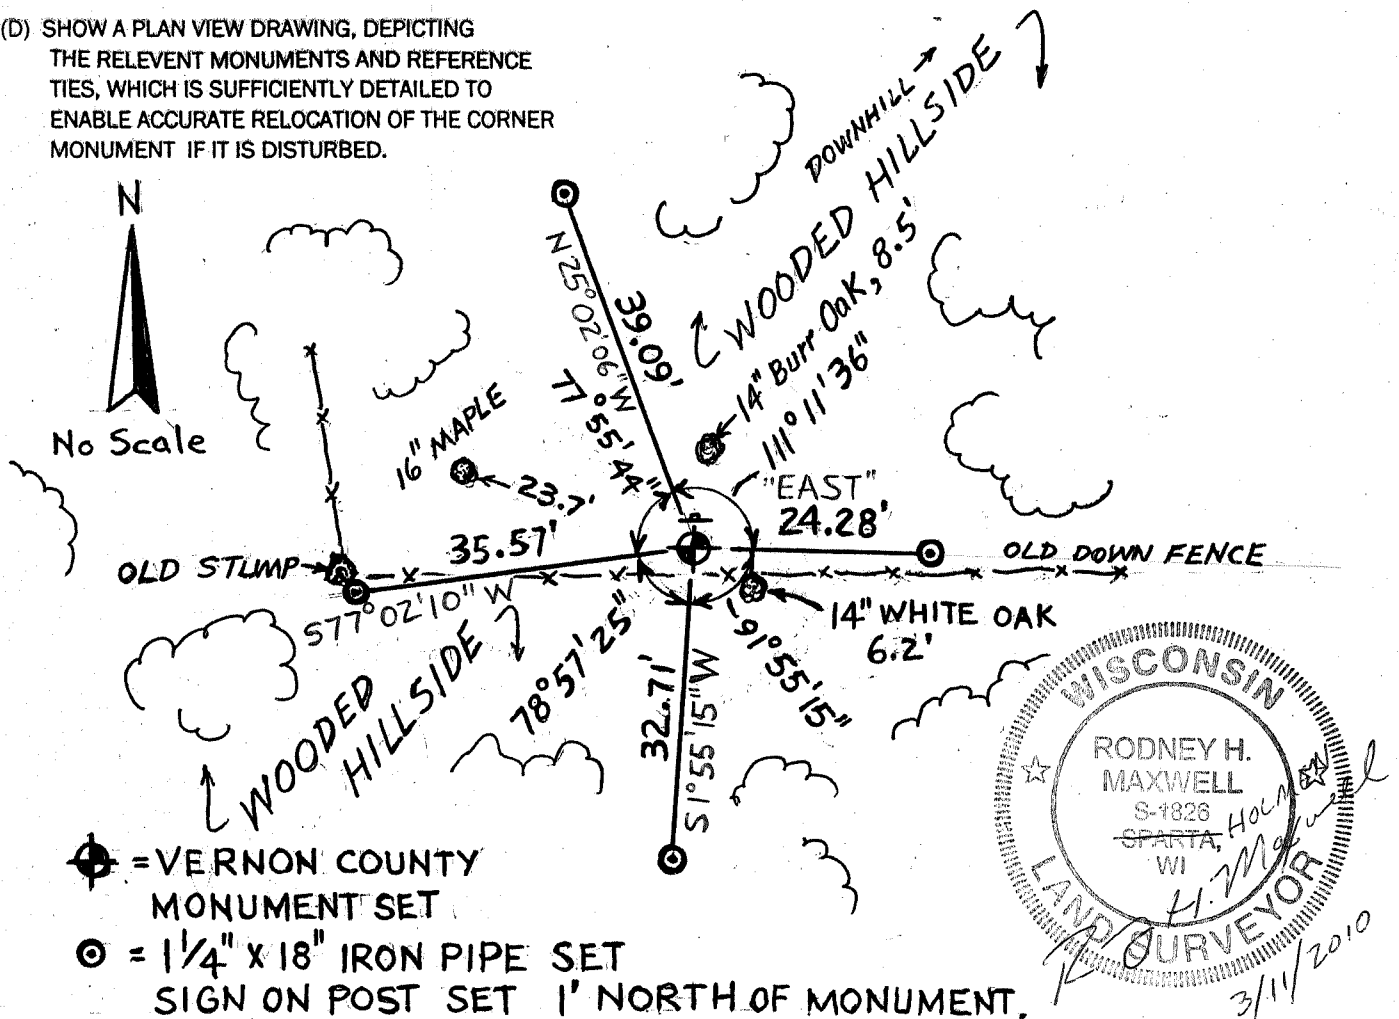 (D) SHOW A PLAN VIEW DRAWING, DEPICTING
THE RELEVENT MONUMENTS AND REFERENCE
TIES, WHICH IS SUFFICIENTLY DETAILED TO
ENABLE ACCURATE RELOCATION OF THE CORNER
MONUMENT IF IT IS DISTURBED.
N
No Scale
DOWNHILL
WOODED HILLSIDE
N 25° 02' 06" W
39.09'
14" Burr Oak, 8.5'
111° 11' 36"
77° 55' 44"
16" MAPLE
23.7'
"EAST"
24.28'
35.57'
OLD STUMP
OLD DOWN FENCE
S77° 02' 10" W
14" WHITE OAK
6.2'
78° 57' 25"
91° 55' 15"
32.71'
S1° 55' 15" W
WOODED
HILLSIDE
= VERNON COUNTY
MONUMENT SET
= 1 1/4" X 18" IRON PIPE SET
SIGN ON POST SET 1' NORTH OF MONUMENT.
WISCONSIN
RODNEY H.
MAXWELL
S-1826
SPARTA,
WI
LAND SURVEYOR
H. Maxwell
3/11/2010